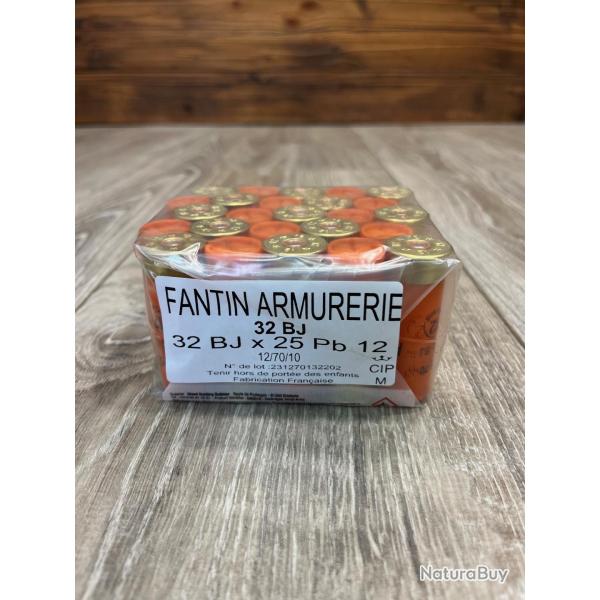 FANTIN ARMURERIE
32 BJ
32 BJ x 25 Pb 12
12/70/10
N° de lot :231270132202
Tenir hors de portée des enfants
Fabrication Française
CIP
M
NaturaBuy